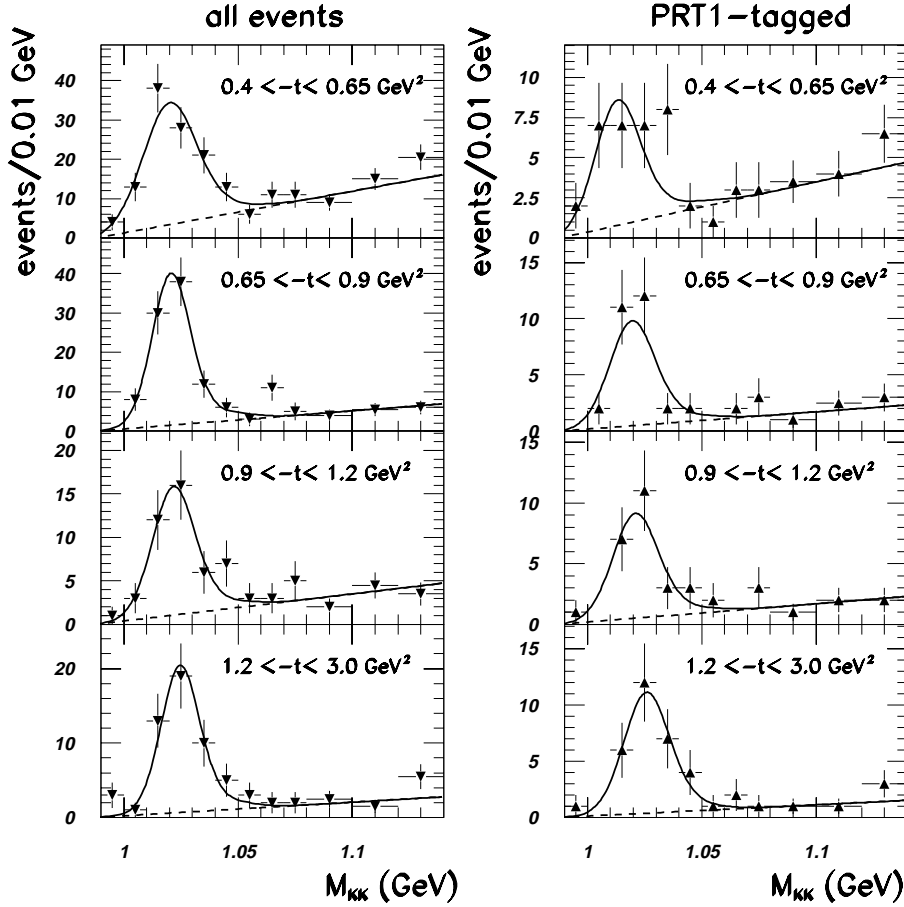 all events PRT1-tagged
events/0.01 GeV
events/0.01 GeV
0.4 <-t< 0.65 GeV²
40
30
20
10
0
0.4 <-t< 0.65 GeV²
10
7.5
5
2.5
0
0.65 <-t< 0.9 GeV²
40
30
20
10
0
0.65 <-t< 0.9 GeV²
15
10
5
0
0.9 <-t< 1.2 GeV²
20
15
10
5
0
0.9 <-t< 1.2 GeV²
15
10
5
0
1.2 <-t< 3.0 GeV²
20
10
0
1.2 <-t< 3.0 GeV²
15
10
5
0
1 1.05 1.1
1 1.05 1.1
M_KK (GeV)
M_KK (GeV)